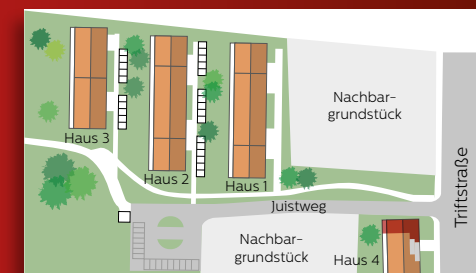 Nachbar-
grundstück
Haus 3
Haus 2
Haus 1
Triftstraße
Juistweg
Nachbar-
grundstück
Haus 4